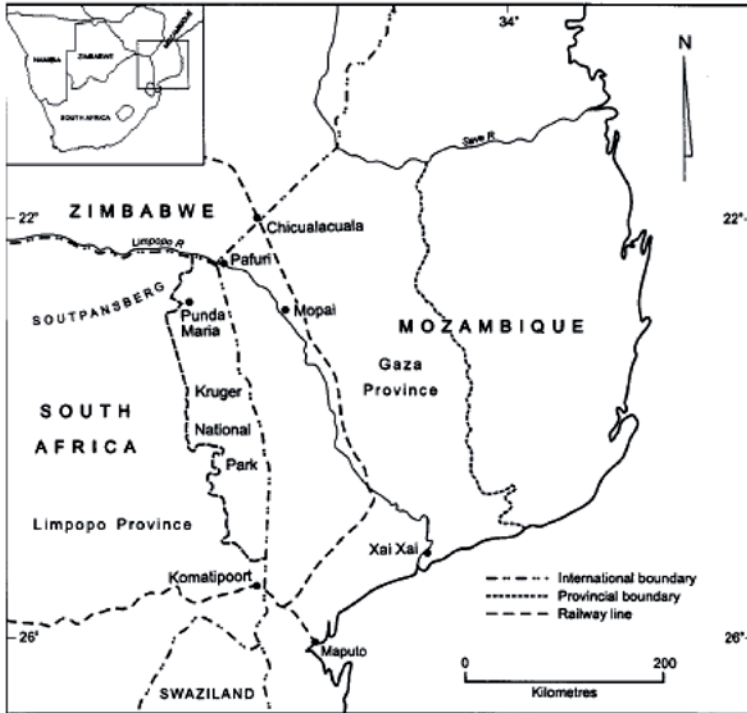 34°
N
NAMIBIA
ZIMBABWE
MOZAMBIQUE
SOUTH AFRICA
Save R
22°
ZIMBABWE
22°
Chicualacuala
Limpopo R
Pafuri
SOUTPANSBERG
Punda
Maria
Mopai
MOZAMBIQUE
Gaza
Province
Kruger
National
Park
SOUTH
AFRICA
Limpopo Province
Xai Xai
Komatipoort
International boundary
Provincial boundary
Railway line
26°
26°
Maputo
0
200
Kilometres
SWAZILAND